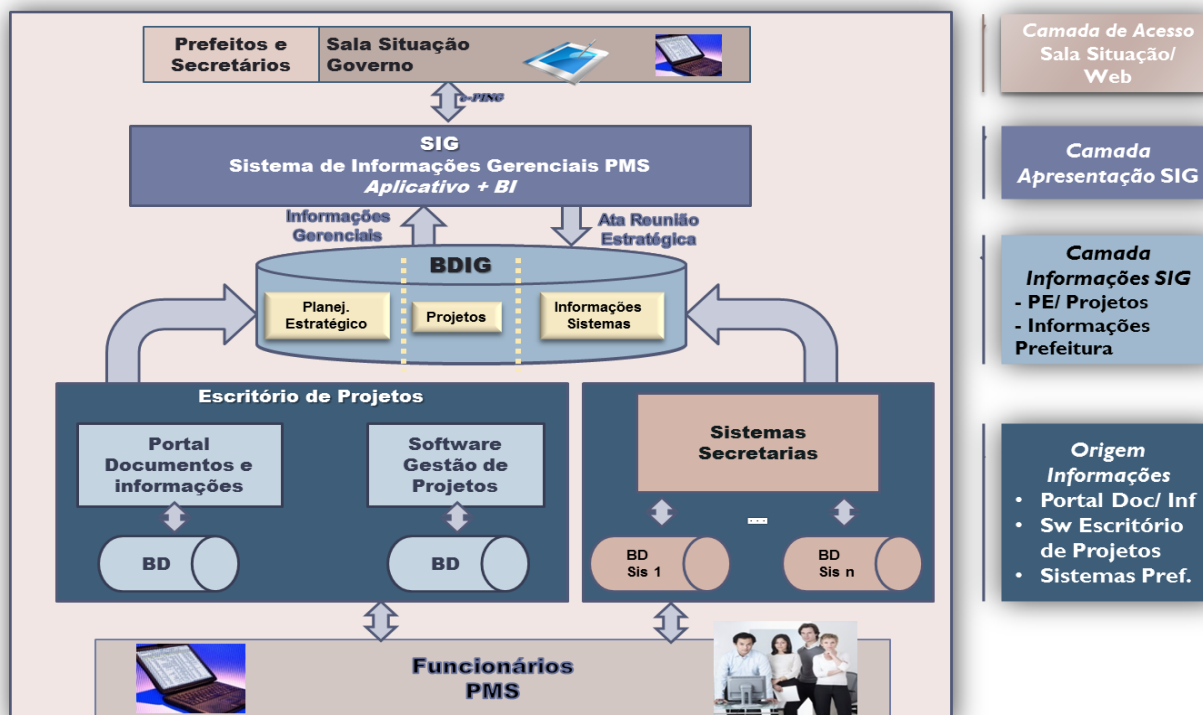 Prefeitos e
Secretários
Sala Situação
Governo
e-PING
SIG
Sistema de Informações Gerenciais PMS
Aplicativo + BI
Informações
Gerenciais
Ata Reunião
Estratégica
BDIG
Planej.
Estratégico
Projetos
Informações
Sistemas
Escritório de Projetos
Portal
Documentos e
informações
Software
Gestão de
Projetos
BD
BD
Sistemas
Secretarias
...
BD
Sis 1
BD
Sis n
Funcionários
PMS
Camada de Acesso
Sala Situação/
Web
Camada
Apresentação SIG
Camada
Informações SIG
- PE/ Projetos
- Informações
Prefeitura
Origem
Informações
• Portal Doc/ Inf
• Sw Escritório
de Projetos
• Sistemas Pref.